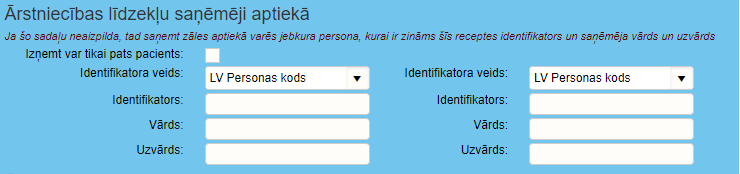 Ārstniecības līdzekļu saņēmēji aptiekā
Ja šo sadaļu neaizpilda, tad saņemt zāles aptiekā varēs jebkura persona, kurai ir zināms šīs receptes identifikators un saņēmēja vārds un uzvārds
Izņemt var tikai pats pacients:
Identifikatora veids: LV Personas kods Identifikatora veids: LV Personas kods
Identifikators: Identifikators:
Vārds: Vārds:
Uzvārds: Uzvārds: